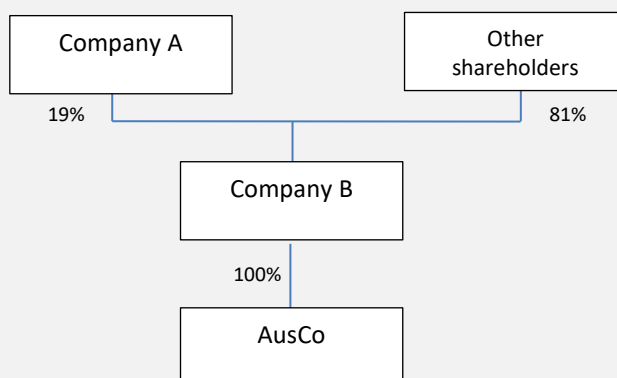 Company A
Other
shareholders
19%
81%
Company B
100%
AusCo